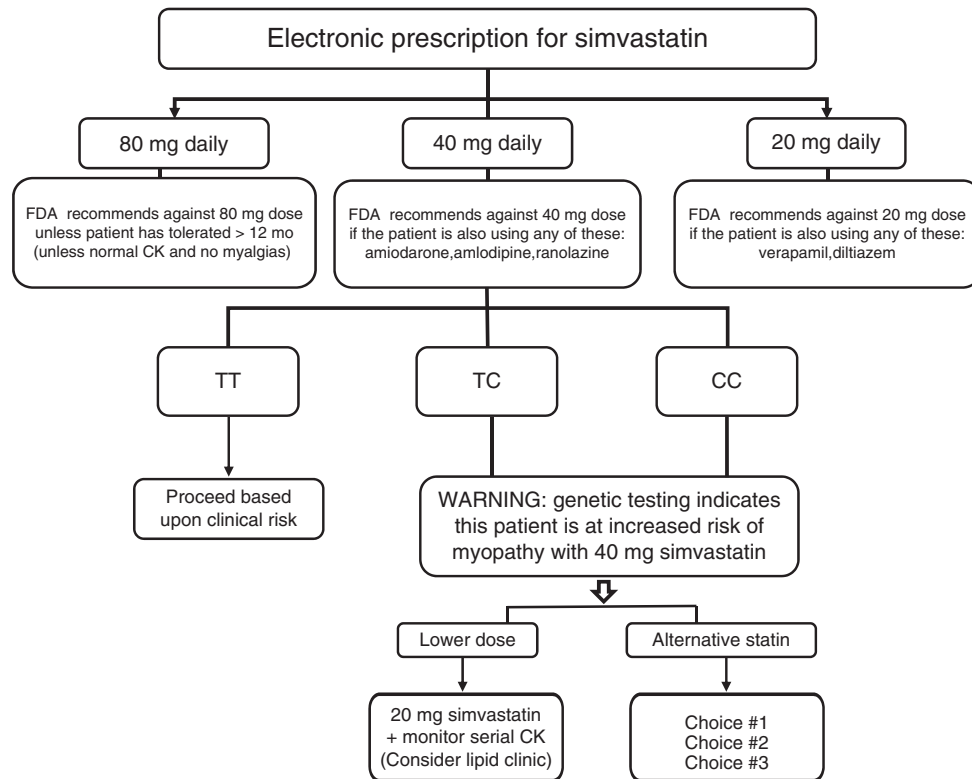 Electronic prescription for simvastatin
80 mg daily
40 mg daily
20 mg daily
FDA recommends against 80 mg dose
unless patient has tolerated > 12 mo
(unless normal CK and no myalgias)
FDA recommends against 40 mg dose
if the patient is also using any of these:
amiodarone,amlodipine,ranolazine
FDA recommends against 20 mg dose
if the patient is also using any of these:
verapamil,diltiazem
TT
TC
CC
Proceed based
upon clinical risk
WARNING: genetic testing indicates
this patient is at increased risk of
myopathy with 40 mg simvastatin
Lower dose
Alternative statin
20 mg simvastatin
+ monitor serial CK
(Consider lipid clinic)
Choice #1
Choice #2
Choice #3